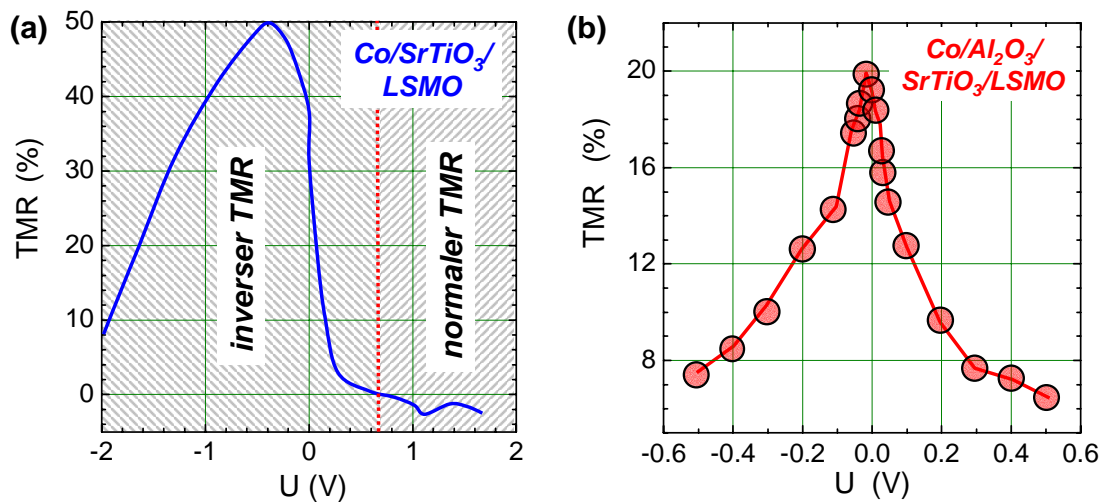 (a)
50
40
30
20
10
0
-2
-1
0
1
2
TMR (%)
U (V)
Co/SrTiO₃/
LSMO
inverser TMR
normaler TMR
(b)
20
16
12
8
-0.6
-0.4
-0.2
0.0
0.2
0.4
0.6
TMR (%)
U (V)
Co/Al₂O₃/
SrTiO₃/LSMO